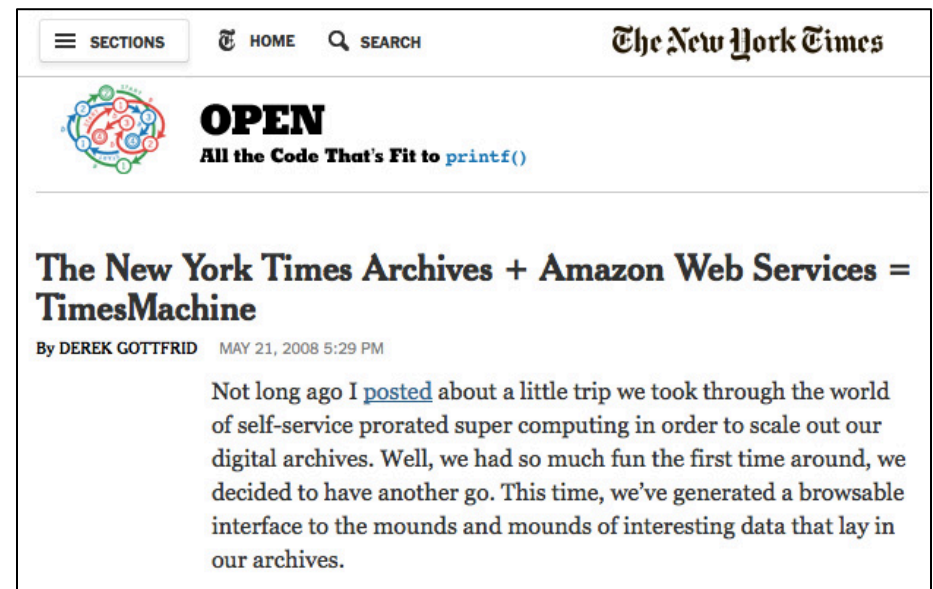 SECTIONS HOME SEARCH The New York Times
OPEN
All the Code That's Fit to printf()
The New York Times Archives + Amazon Web Services =
TimesMachine
By DEREK GOTTFRID MAY 21, 2008 5:29 PM
Not long ago I posted about a little trip we took through the world
of self-service prorated super computing in order to scale out our
digital archives. Well, we had so much fun the first time around, we
decided to have another go. This time, we've generated a browsable
interface to the mounds and mounds of interesting data that lay in
our archives.